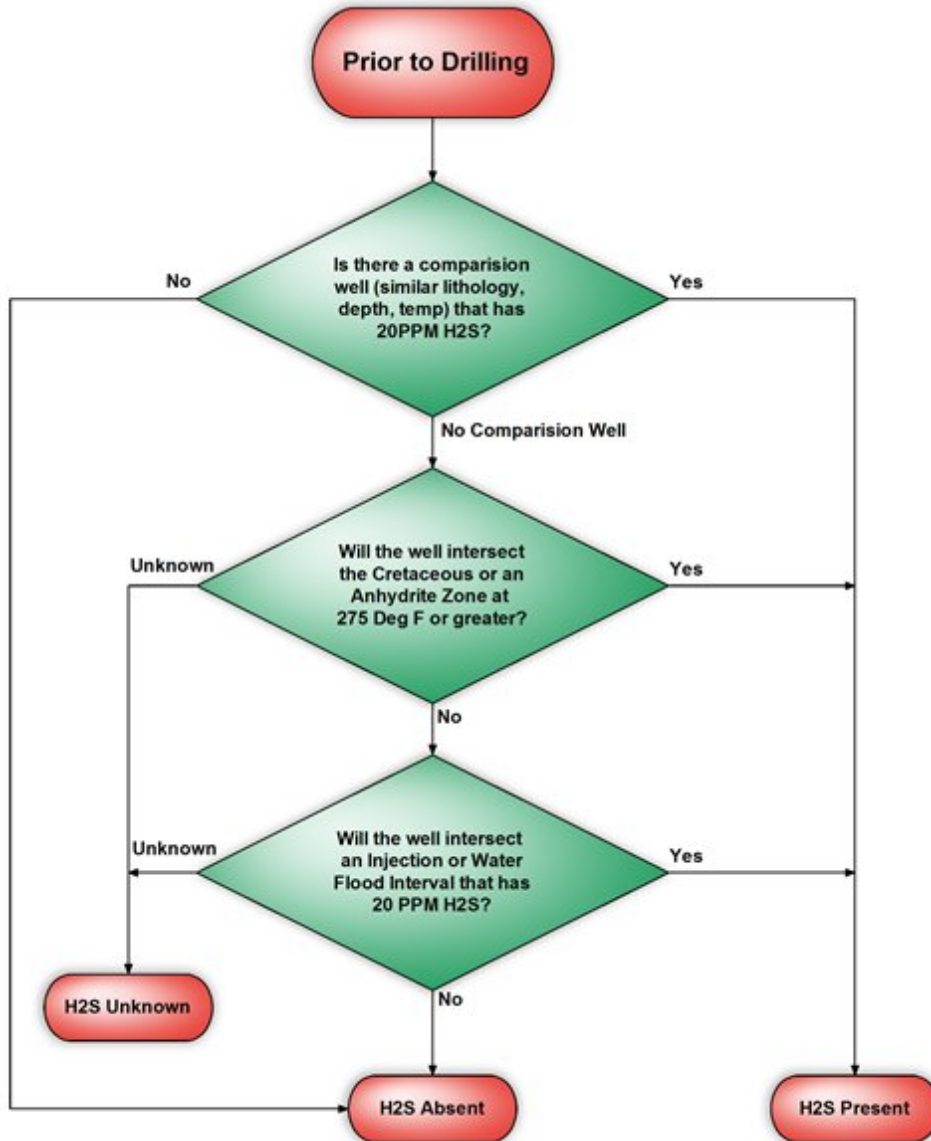 Prior to Drilling
Is there a comparision
well (similar lithology,
depth, temp) that has
20PPM H2S?
No
Yes
No Comparision Well
Will the well intersect
the Cretaceous or an
Anhydrite Zone at
275 Deg F or greater?
Unknown
Yes
No
Will the well intersect
an Injection or Water
Flood Interval that has
20 PPM H2S?
Unknown
Yes
No
H2S Unknown
H2S Absent
H2S Present